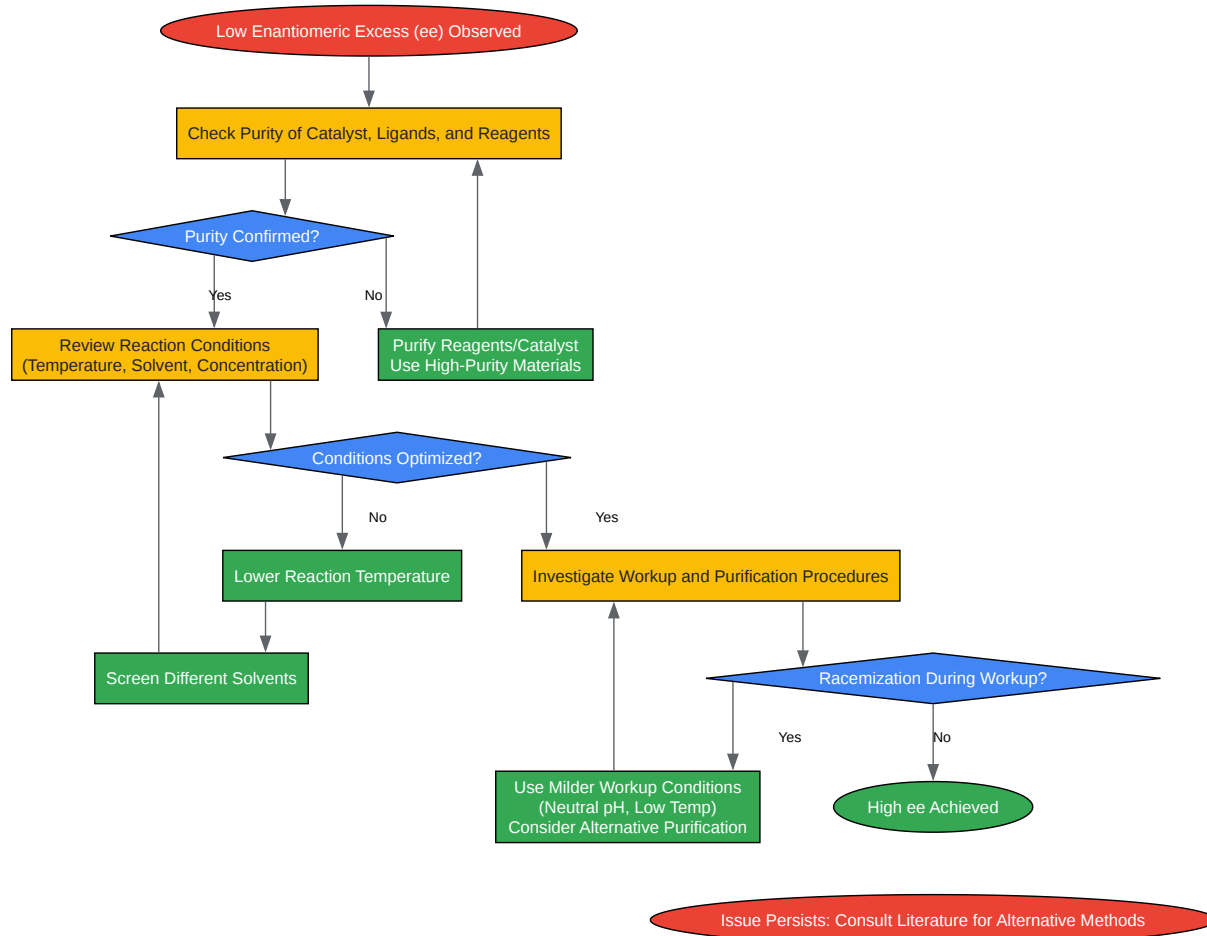 Low Enantiomeric Excess (ee) Observed
Check Purity of Catalyst, Ligands, and Reagents
Purity Confirmed?
Yes
No
Review Reaction Conditions
(Temperature, Solvent, Concentration)
Purify Reagents/Catalyst
Use High-Purity Materials
Conditions Optimized?
No
Yes
Lower Reaction Temperature
Investigate Workup and Purification Procedures
Screen Different Solvents
Racemization During Workup?
Yes
No
Use Milder Workup Conditions
(Neutral pH, Low Temp)
Consider Alternative Purification
High ee Achieved
Issue Persists: Consult Literature for Alternative Methods